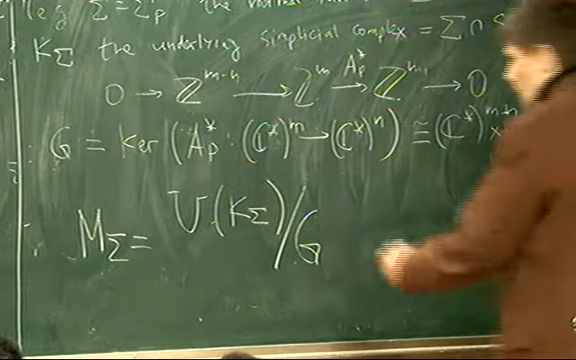 (e.g. Σ = Σ_P, the normal
K_Σ the underlying simplicial complex = Σ ∩ S
0 → ℤ^{m-n} → ℤ^m →^{A_P^*} ℤ^n → 0
G = Ker (A_P^* : (ℂ^*)^m → (ℂ^*)^n) ≅ (ℂ^*)^{m-n} ×
M_Σ = U(K_Σ)/G